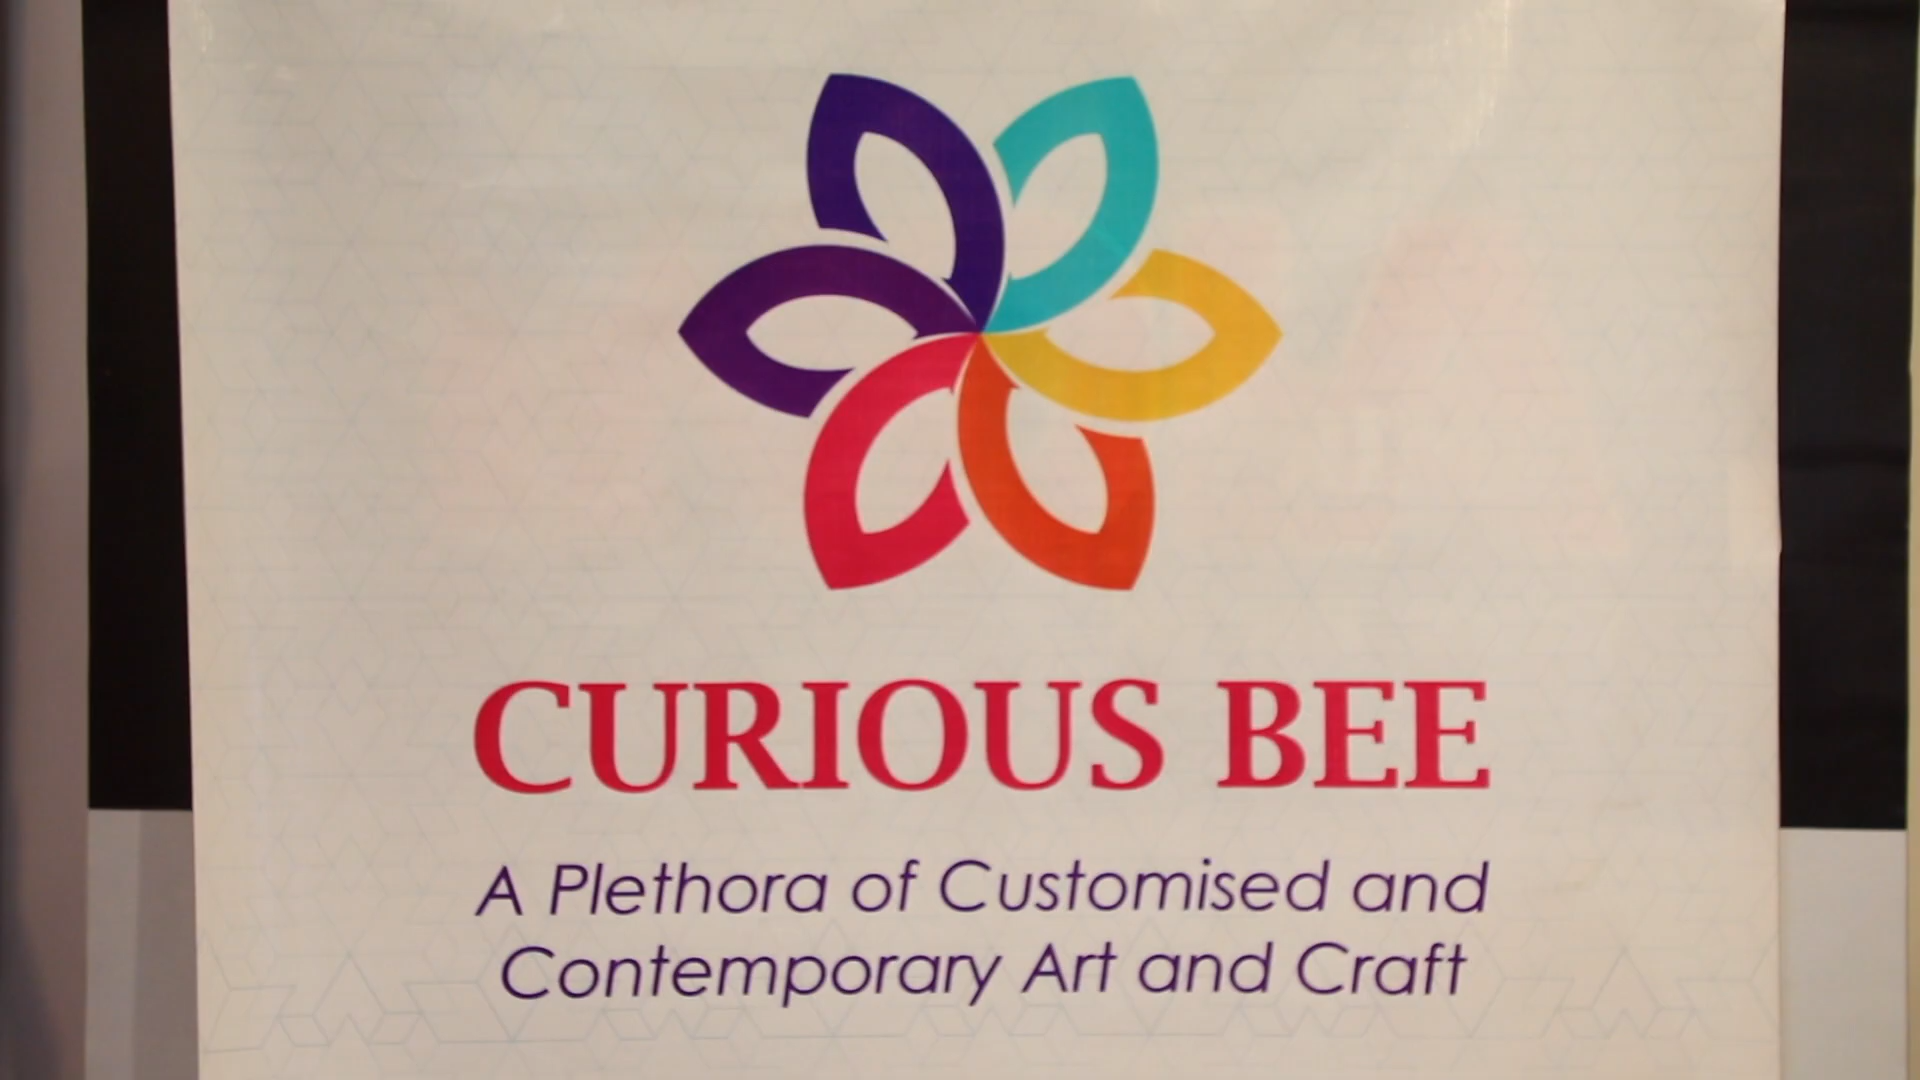 CURIOUS BEE
A Plethora of Customised and
Contemporary Art and Craft